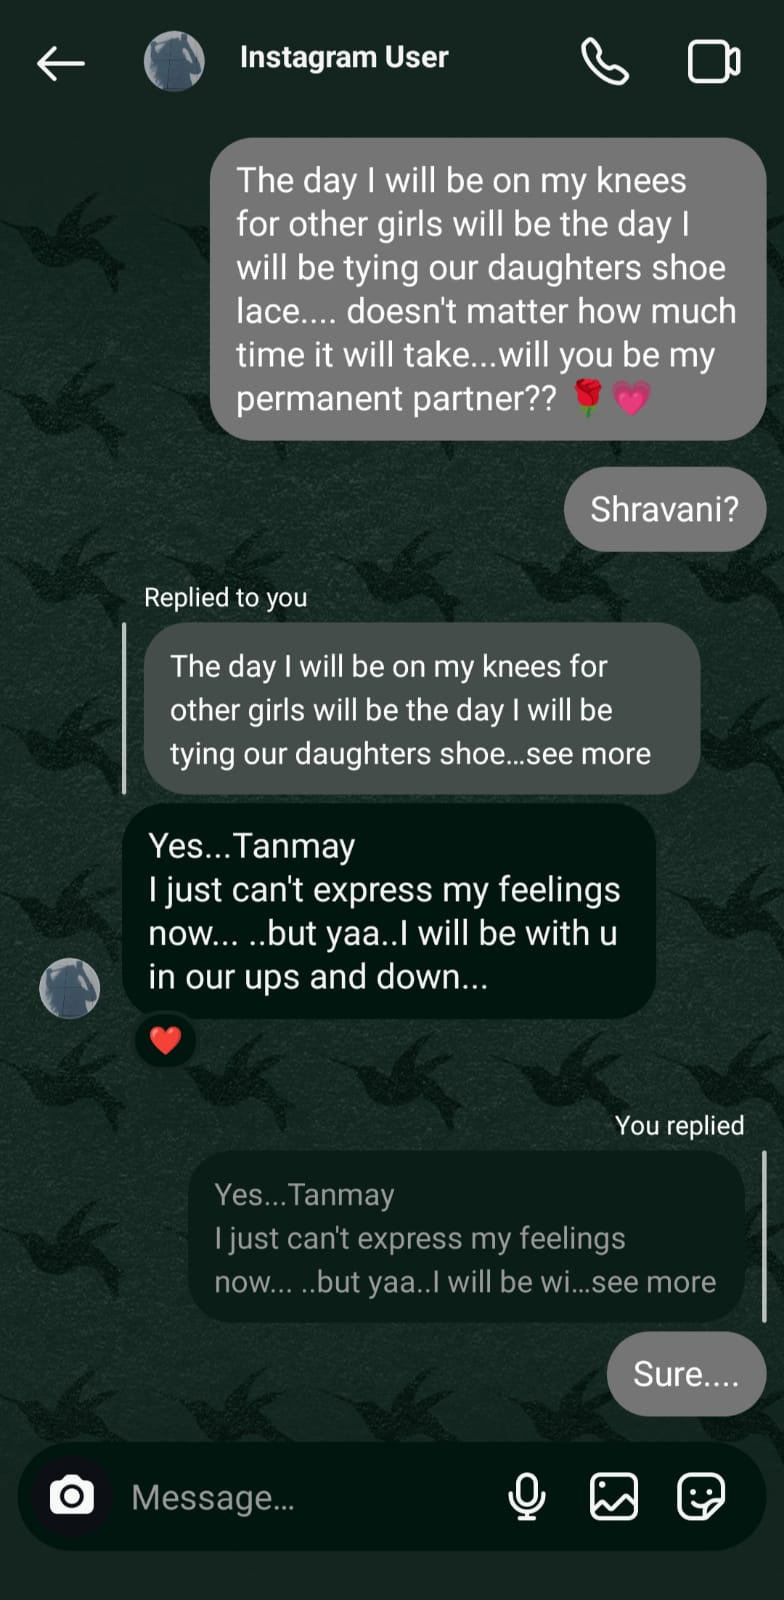 Instagram User
The day I will be on my knees
for other girls will be the day I
will be tying our daughters shoe
lace.... doesn't matter how much
time it will take...will you be my
permanent partner?? 🌹💗
Shravani?
Replied to you
The day I will be on my knees for
other girls will be the day I will be
tying our daughters shoe...see more
Yes...Tanmay
I just can't express my feelings
now... ..but yaa..I will be with u
in our ups and down...
❤️
You replied
Yes...Tanmay
I just can't express my feelings
now... ..but yaa..I will be wi...see more
Sure....
Message...